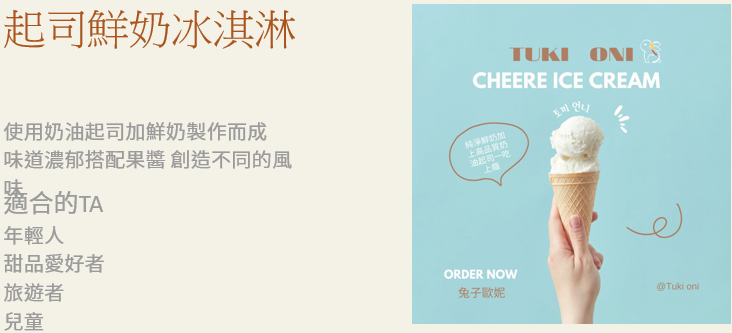 起司鮮奶冰淇淋
使用奶油起司加鮮奶製作而成
味道濃郁搭配果醬 創造不同的風
味
適合的TA
年輕人
甜品愛好者
旅遊者
兒童
TUKI ONI
CHEERE ICE CREAM
토끼 언니
純淨鮮奶加
上高品質奶
油起司一吃
上癮
ORDER NOW
兔子歐妮
@Tuki oni